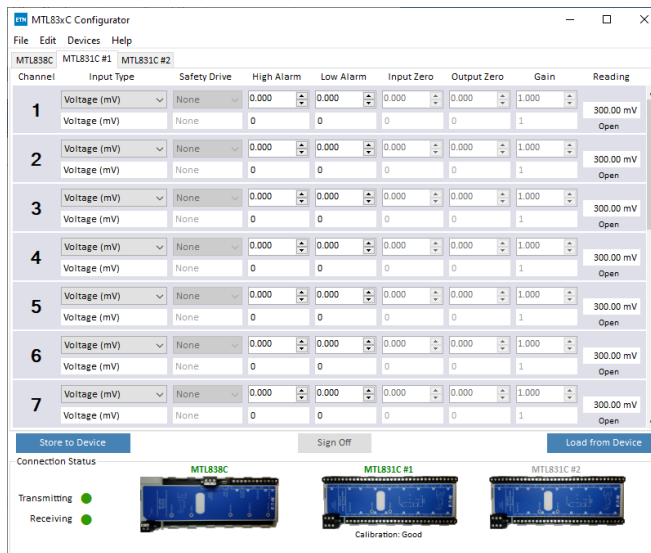 ETN MTL83xC Configurator
File Edit Devices Help
MTL838C MTL831C #1 MTL831C #2
Channel Input Type Safety Drive High Alarm Low Alarm Input Zero Output Zero Gain Reading
1 Voltage (mV) None 0.000 0.000 0.000 0.000 1.000 300.00 mV
Voltage (mV) None 0 0 0 0 1 Open
2 Voltage (mV) None 0.000 0.000 0.000 0.000 1.000 300.00 mV
Voltage (mV) None 0 0 0 0 1 Open
3 Voltage (mV) None 0.000 0.000 0.000 0.000 1.000 300.00 mV
Voltage (mV) None 0 0 0 0 1 Open
4 Voltage (mV) None 0.000 0.000 0.000 0.000 1.000 300.00 mV
Voltage (mV) None 0 0 0 0 1 Open
5 Voltage (mV) None 0.000 0.000 0.000 0.000 1.000 300.00 mV
Voltage (mV) None 0 0 0 0 1 Open
6 Voltage (mV) None 0.000 0.000 0.000 0.000 1.000 300.00 mV
Voltage (mV) None 0 0 0 0 1 Open
7 Voltage (mV) None 0.000 0.000 0.000 0.000 1.000 300.00 mV
Voltage (mV) None 0 0 0 0 1 Open
Store to Device Sign Off Load from Device
Connection Status
MTL838C MTL831C #1 MTL831C #2
Transmitting
Receiving
Calibration: Good